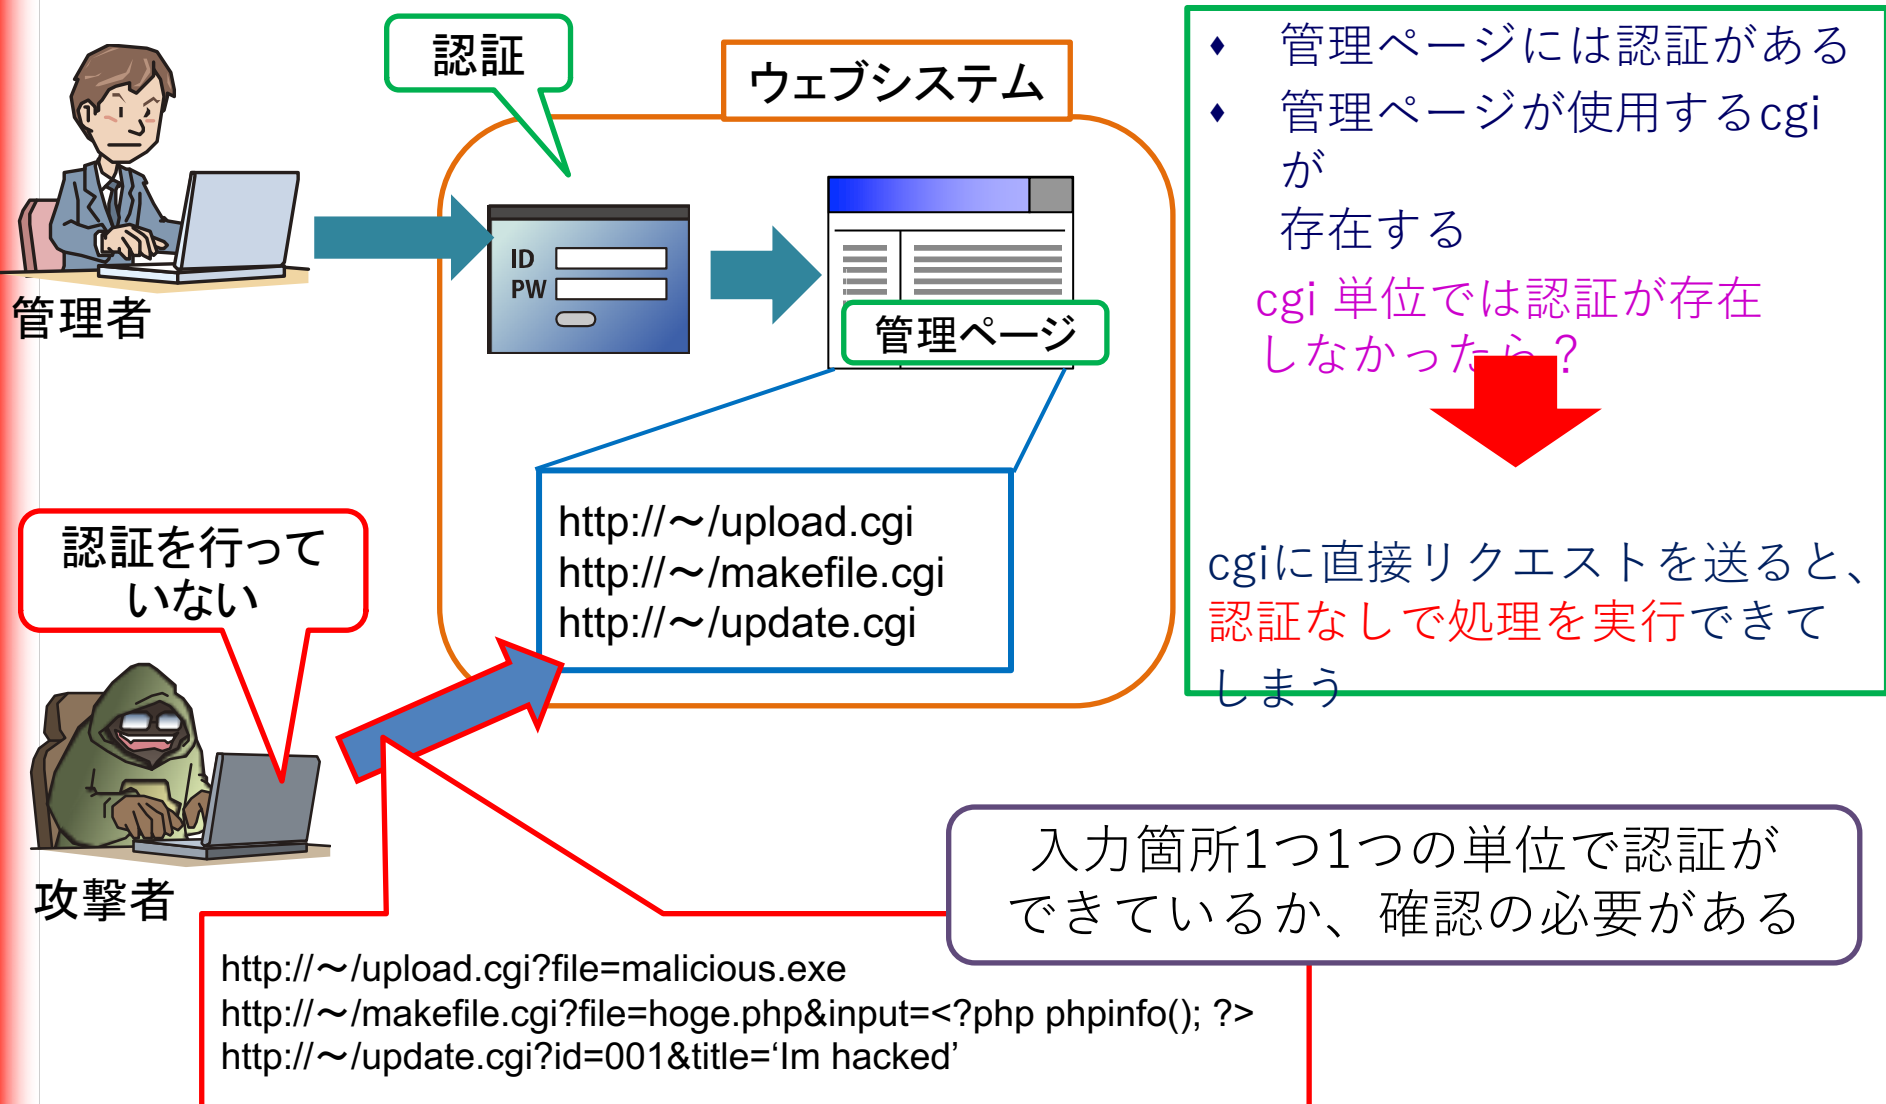 認証
ウェブシステム
ID
PW
管理ページ
管理者
http://～/upload.cgi
http://～/makefile.cgi
http://～/update.cgi
認証を行って
いない
攻撃者
♦ 管理ページには認証がある
♦ 管理ページが使用するcgi
が
存在する
cgi 単位では認証が存在
しなかったら？
cgiに直接リクエストを送ると、
認証なしで処理を実行できて
しまう
入力箇所1つ1つの単位で認証が
できているか、確認の必要がある
http://～/upload.cgi?file=malicious.exe
http://～/makefile.cgi?file=hoge.php&input=<?php phpinfo(); ?>
http://～/update.cgi?id=001&title=‘Im hacked’